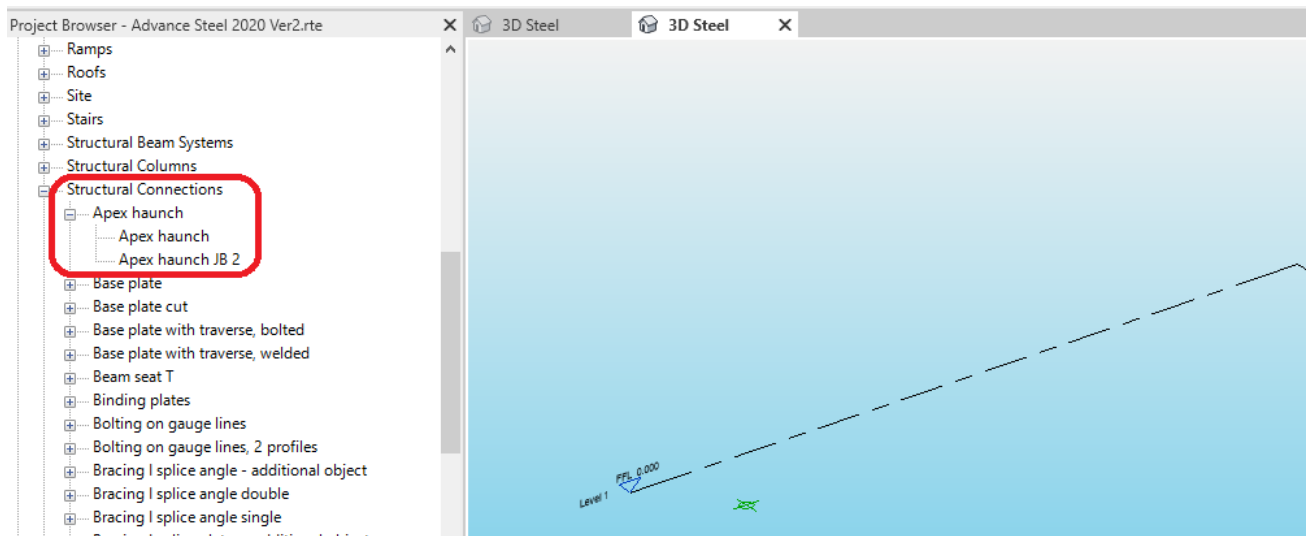 Project Browser - Advance Steel 2020 Ver2.rte
3D Steel
3D Steel
Ramps
Roofs
Site
Stairs
Structural Beam Systems
Structural Columns
Structural Connections
Apex haunch
Apex haunch
Apex haunch JB 2
Base plate
Base plate cut
Base plate with traverse, bolted
Base plate with traverse, welded
Beam seat T
Binding plates
Bolting on gauge lines
Bolting on gauge lines, 2 profiles
Bracing I splice angle - additional object
Bracing I splice angle double
Bracing I splice angle single
FFL 0.000
Level 1